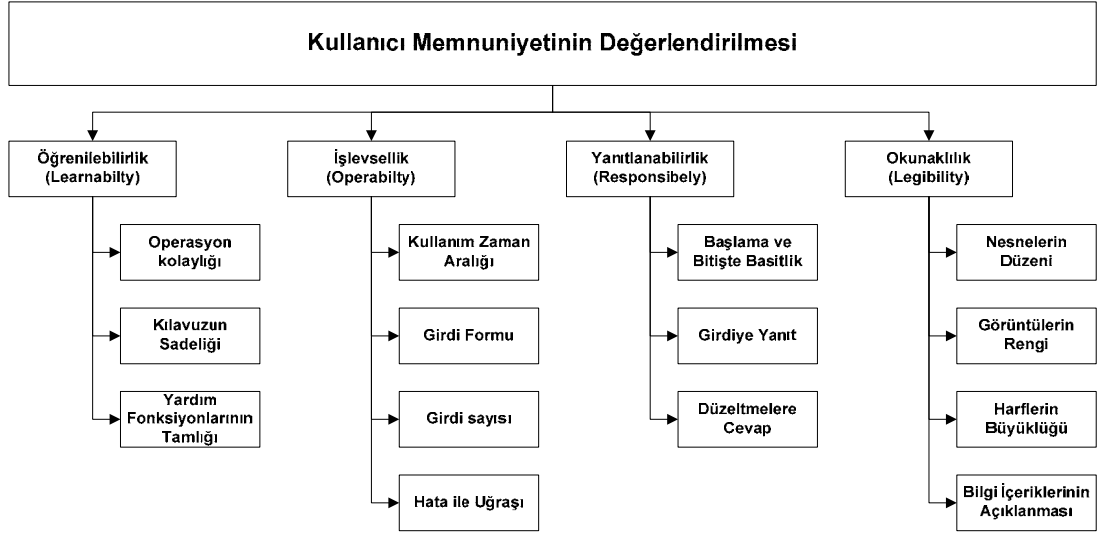 Kullanıcı Memnuniyetinin Değerlendirilmesi
Öğrenilebilirlik
(Learnabilty)
Operasyon
kolaylığı
Kılavuzun
Sadeliği
Yardım
Fonksiyonlarının
Tamlığı
İşlevsellik
(Operabilty)
Kullanım Zaman
Aralığı
Girdi Formu
Girdi sayısı
Hata ile Uğraşı
Yanıtlanabilirlik
(Responsibely)
Başlama ve
Bitişte Basitlik
Girdiye Yanıt
Düzeltmelere
Cevap
Okunaklılık
(Legibility)
Nesnelerin
Düzeni
Görüntülerin
Rengi
Harflerin
Büyüklüğü
Bilgi İçeriklerinin
Açıklanması